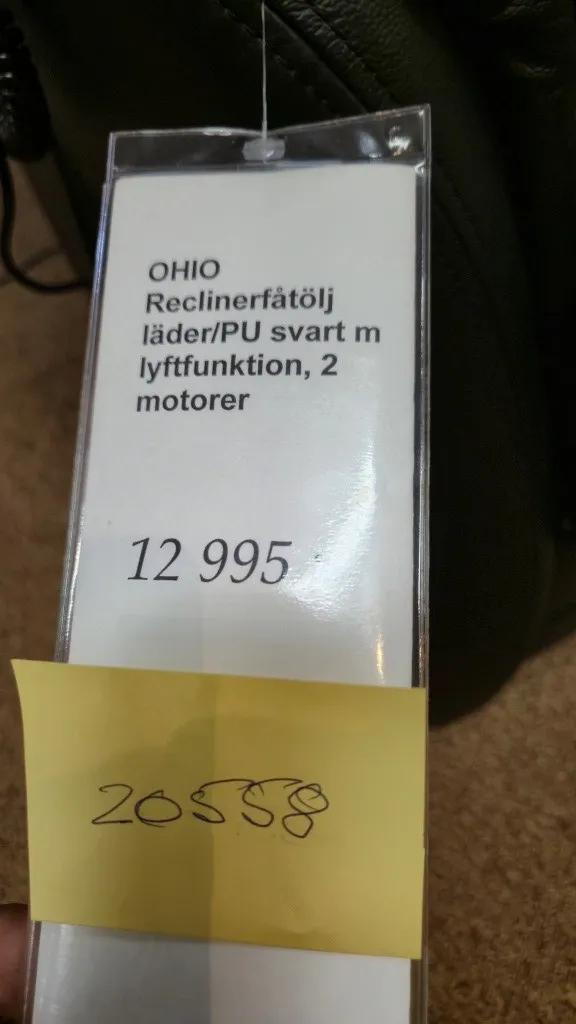 OHIO
Reclinerfåtölj
läder/PU svart m
lyftfunktion, 2
motorer
12 995
20558